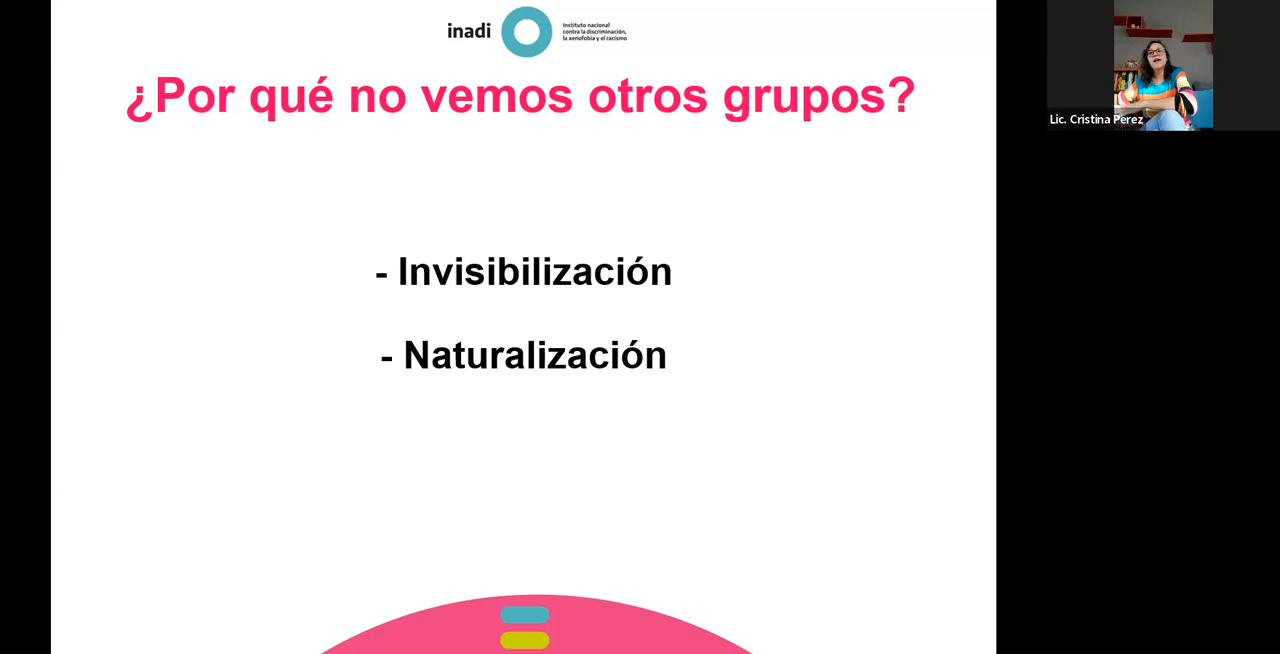 inadi
Instituto nacional
contra la discriminación,
la xenofobia y el racismo
¿Por qué no vemos otros grupos?
- Invisibilización
- Naturalización
Lic. Cristina Perez